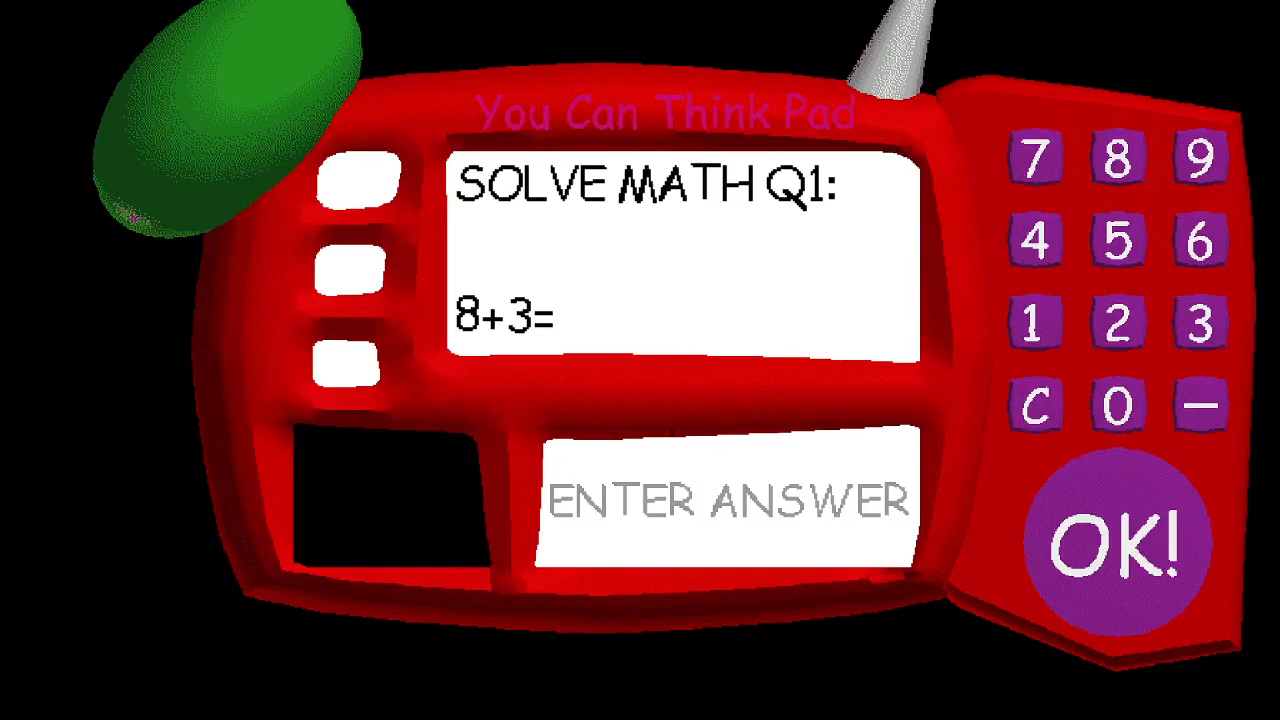 You Can Think Pad
SOLVE MATH Q1:
8+3=
ENTER ANSWER
7 8 9
4 5 6
1 2 3
C 0 −
OK!